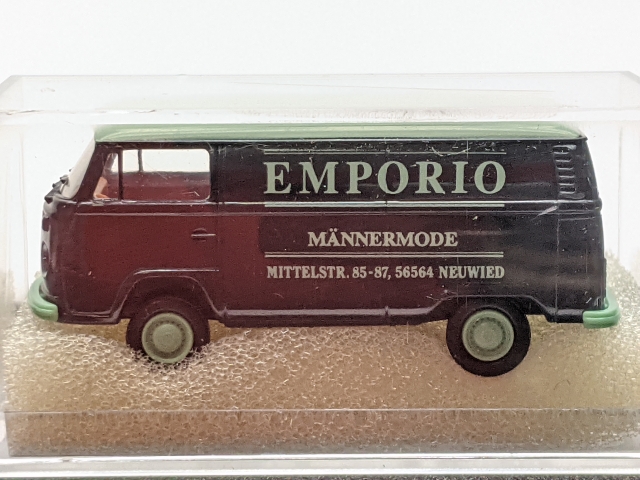 EMPORIO
MÄNNERMODE
MITTELSTR. 85-87, 56564 NEUWIED